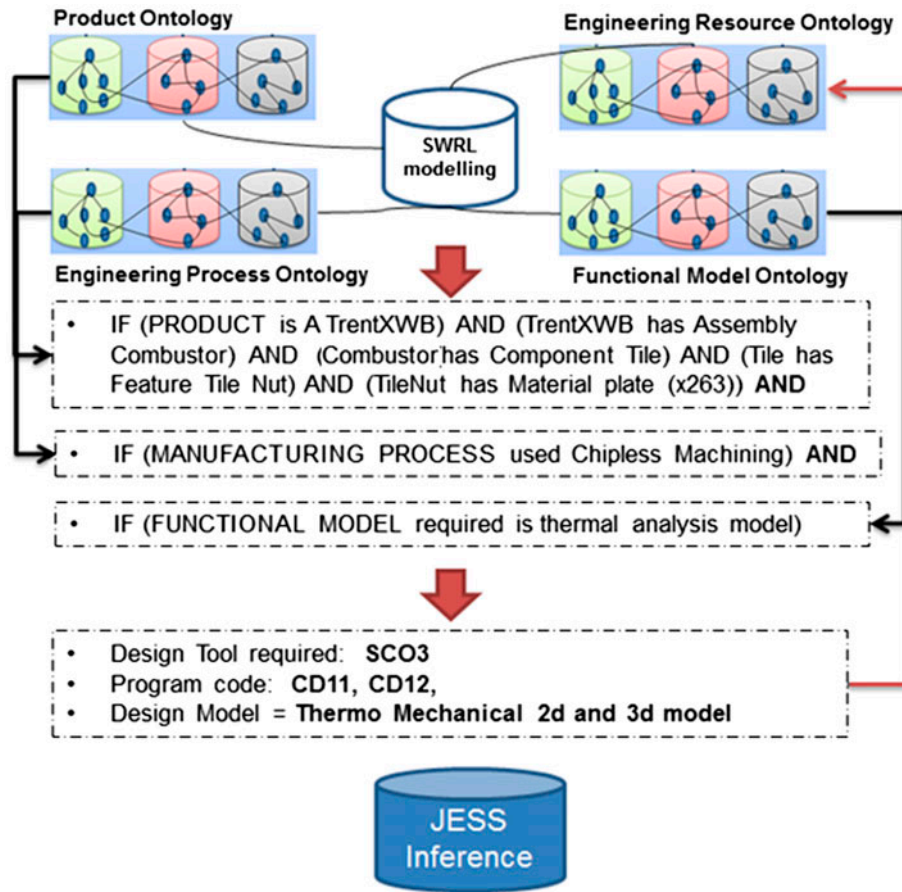 Product Ontology
Engineering Resource Ontology
SWRL
modelling
Engineering Process Ontology
Functional Model Ontology
• IF (PRODUCT is A TrentXWB) AND (TrentXWB has Assembly
Combustor) AND (Combustor has Component Tile) AND (Tile has
Feature Tile Nut) AND (TileNut has Material plate (x263)) AND
• IF (MANUFACTURING PROCESS used Chipless Machining) AND
• IF (FUNCTIONAL MODEL required is thermal analysis model)
• Design Tool required: SCO3
• Program code: CD11, CD12,
• Design Model = Thermo Mechanical 2d and 3d model
JESS
Inference